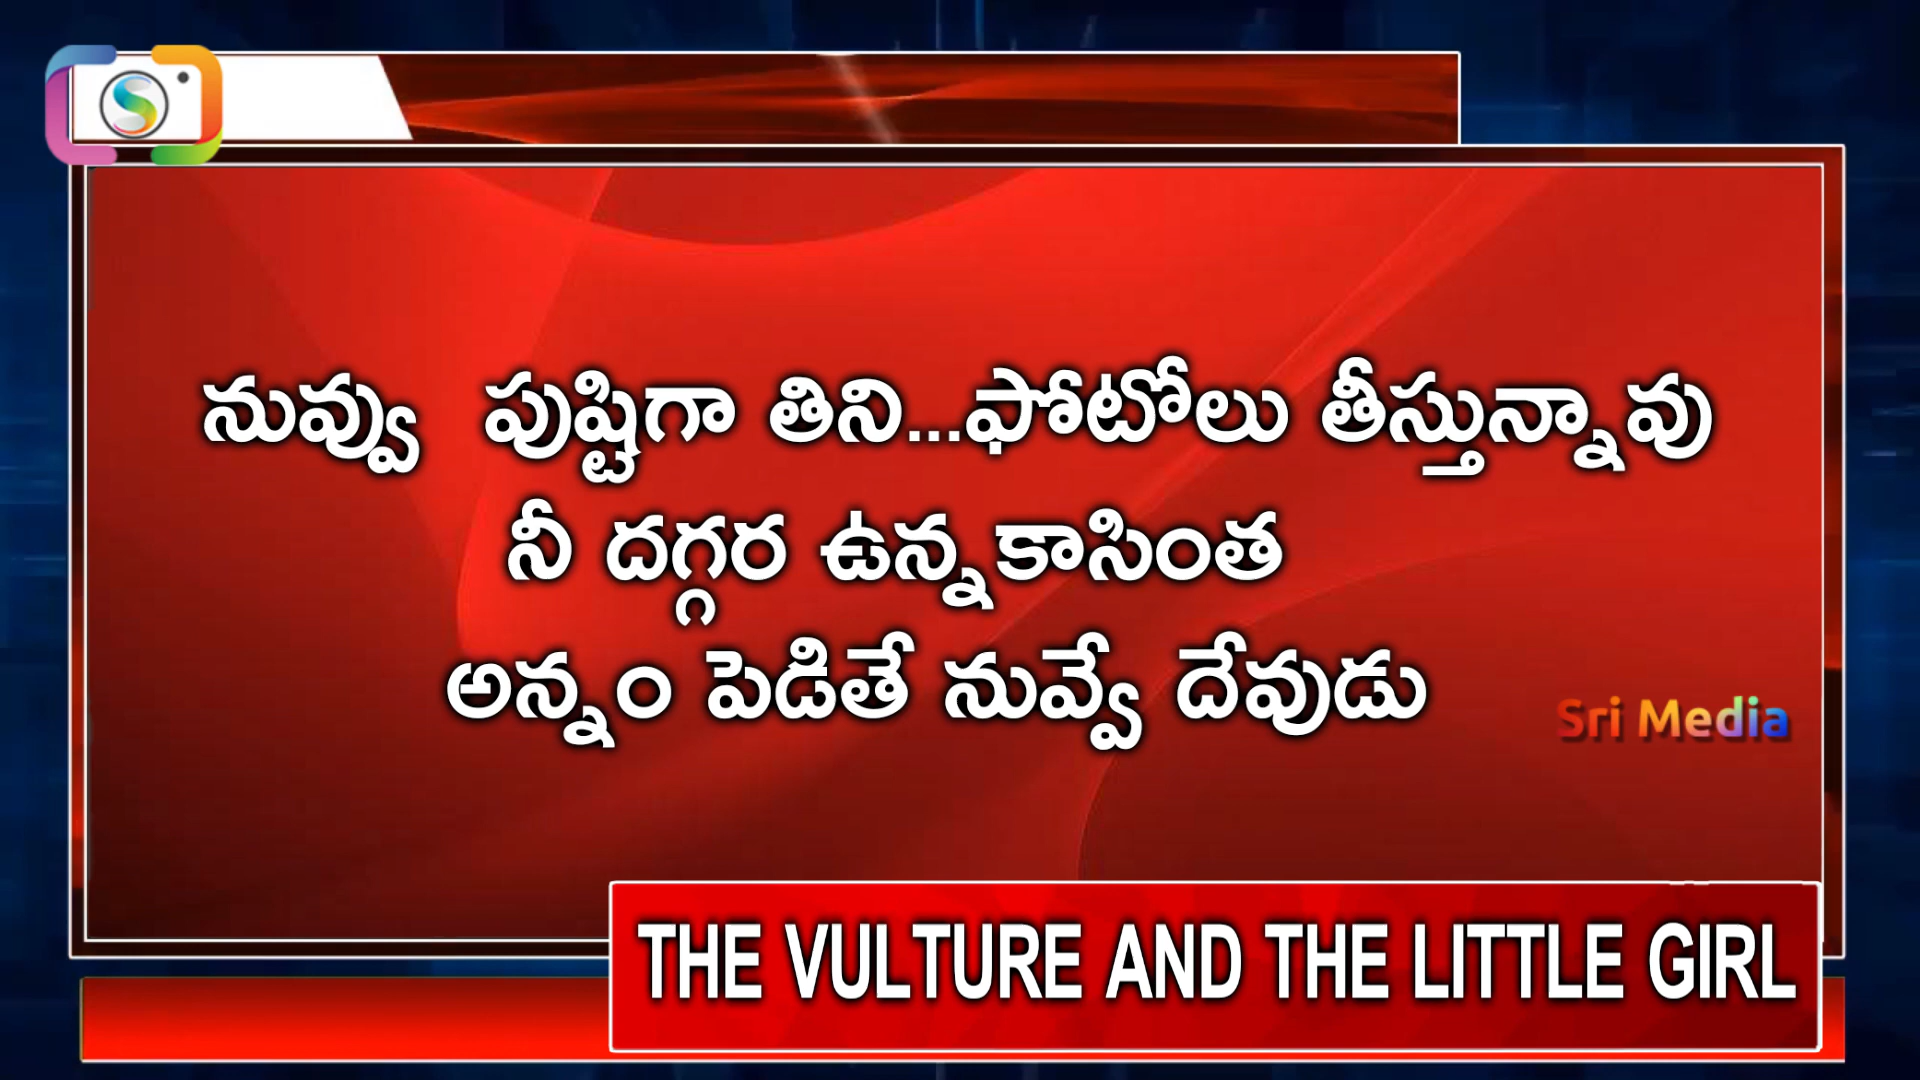 నువ్వు పుష్టిగా తిని...ఫోటోలు తీస్తున్నావు
నీ దగ్గర ఉన్నకాసింత
అన్నం పెడితే నువ్వే దేవుడు
Sri Media
THE VULTURE AND THE LITTLE GIRL